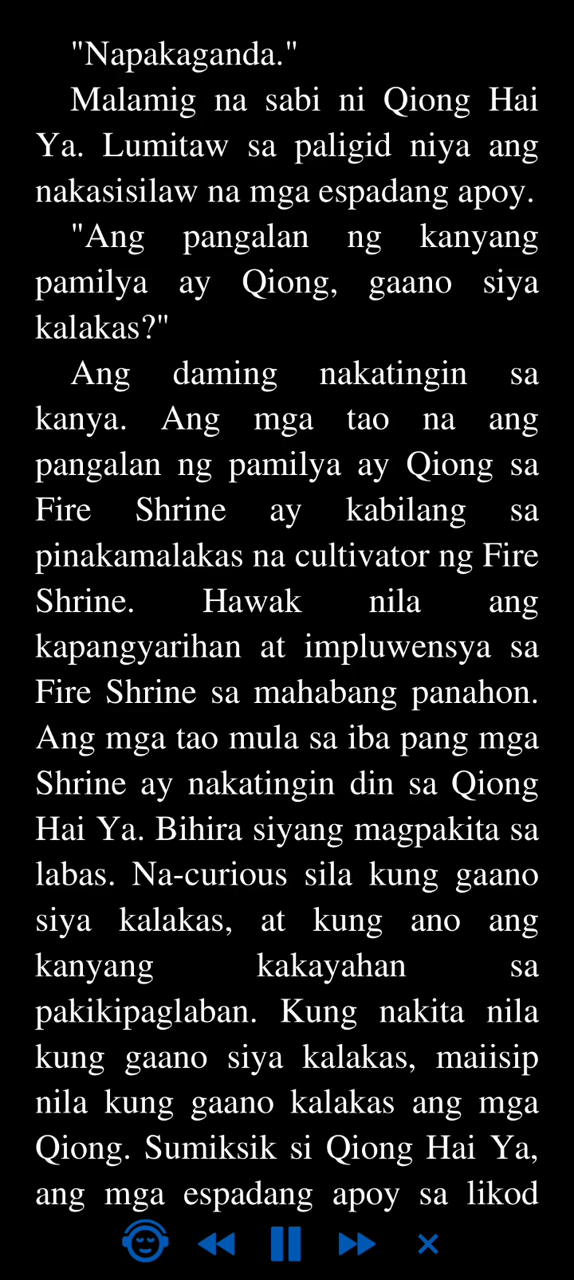 "Napakaganda."
Malamig na sabi ni Qiong Hai
Ya. Lumitaw sa paligid niya ang
nakasisilaw na mga espadang apoy.
"Ang pangalan ng kanyang
pamilya ay Qiong, gaano siya
kalakas?"
Ang daming nakatingin sa
kanya. Ang mga tao na ang
pangalan ng pamilya ay Qiong sa
Fire Shrine ay kabilang sa
pinakamalakas na cultivator ng Fire
Shrine. Hawak nila ang
kapangyarihan at impluwensya sa
Fire Shrine sa mahabang panahon.
Ang mga tao mula sa iba pang mga
Shrine ay nakatingin din sa Qiong
Hai Ya. Bihira siyang magpakita sa
labas. Na-curious sila kung gaano
siya kalakas, at kung ano ang
kanyang kakayahan sa
pakikipaglaban. Kung nakita nila
kung gaano siya kalakas, maiisip
nila kung gaano kalakas ang mga
Qiong. Sumiksik si Qiong Hai Ya,
ang mga espadang apoy sa likod